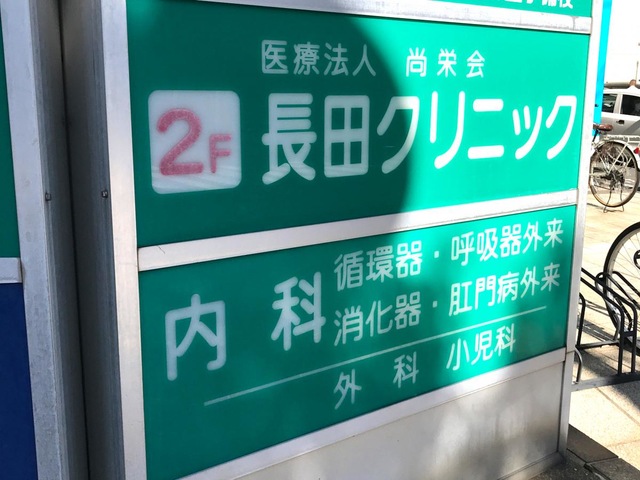 医療法人 尚栄会
2F 長田クリニック
内科 循環器・呼吸器外来
消化器・肛門病外来
外科 小児科